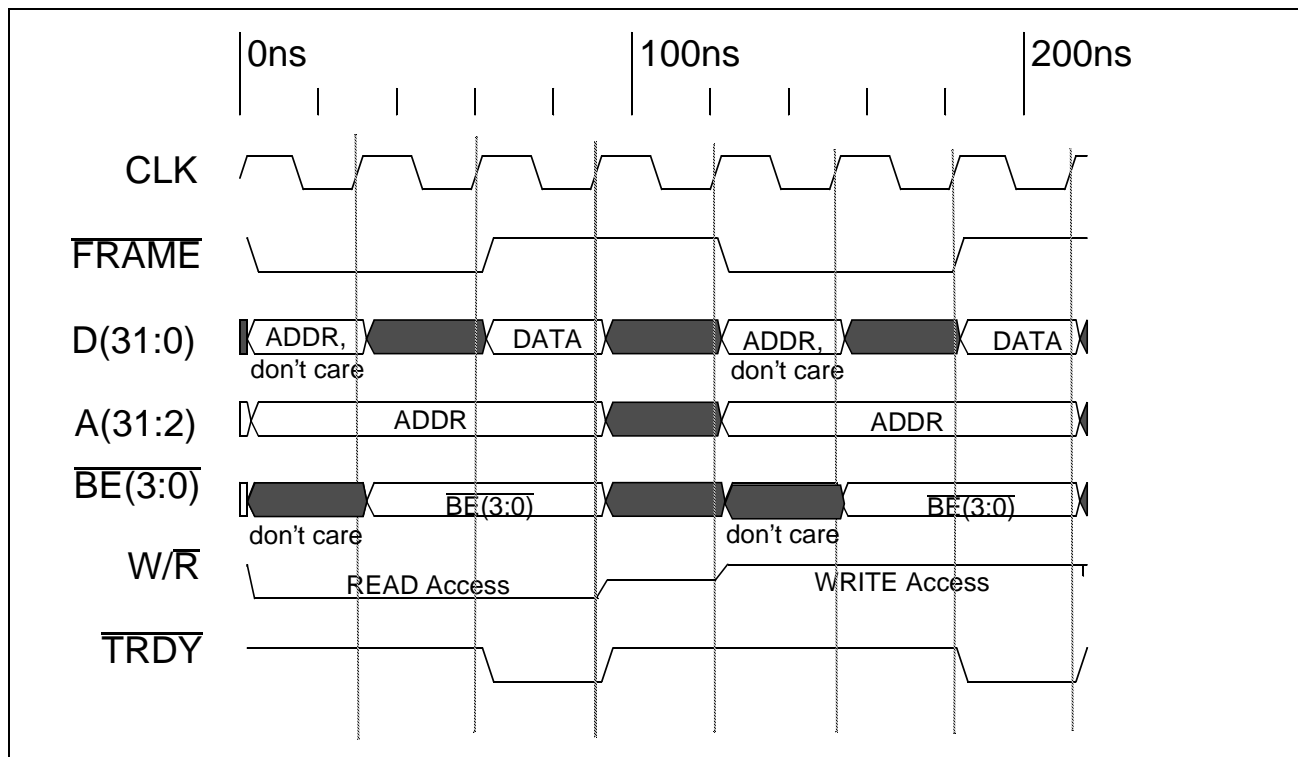 0ns 100ns 200ns
CLK
FRAME
D(31:0) ADDR, DATA ADDR, DATA
don't care don't care
A(31:2) ADDR ADDR
BE(3:0) BE(3:0) BE(3:0)
don't care don't care
W/R READ Access WRITE Access
TRDY